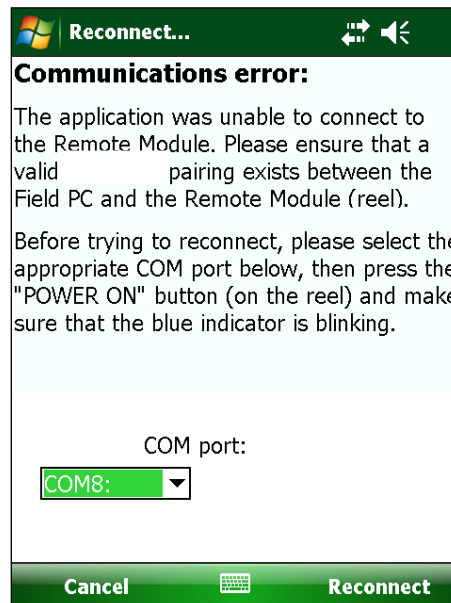 Reconnect...
Communications error:
The application was unable to connect to
the Remote Module. Please ensure that a
valid pairing exists between the
Field PC and the Remote Module (reel).
Before trying to reconnect, please select the
appropriate COM port below, then press the
"POWER ON" button (on the reel) and make
sure that the blue indicator is blinking.
COM port:
COM8:
Cancel Reconnect